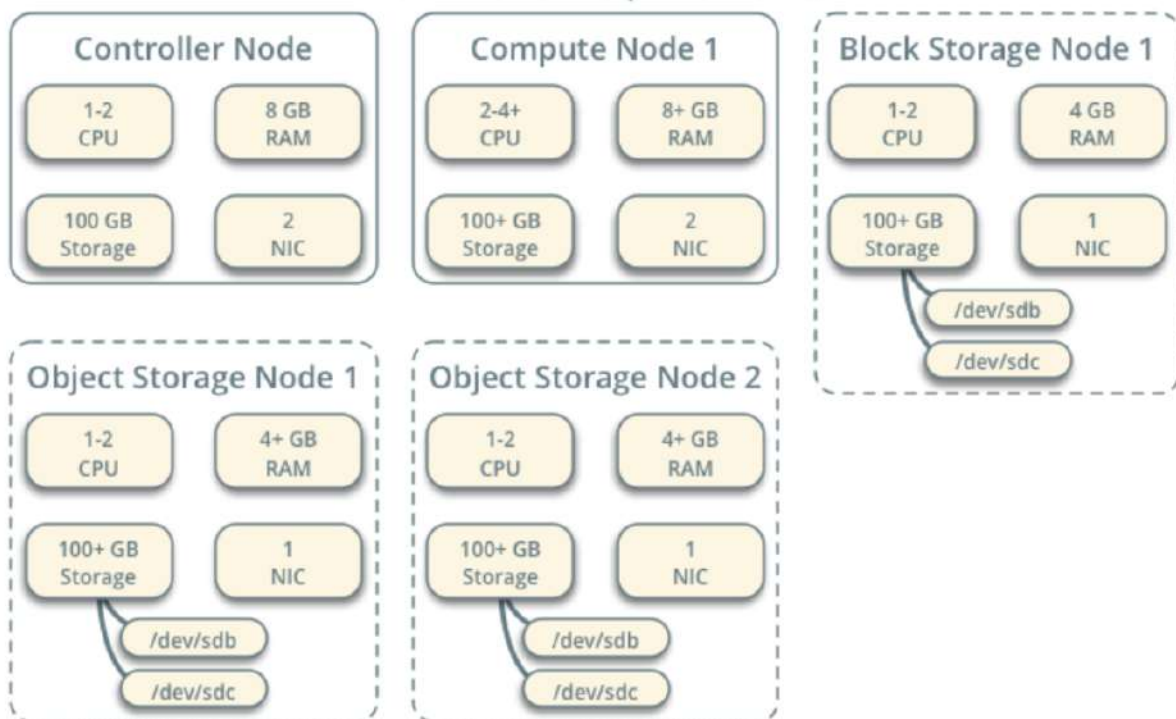 Controller Node
1-2
CPU
8 GB
RAM
100 GB
Storage
2
NIC
Compute Node 1
2-4+
CPU
8+ GB
RAM
100+ GB
Storage
2
NIC
Block Storage Node 1
1-2
CPU
4 GB
RAM
100+ GB
Storage
1
NIC
/dev/sdb
/dev/sdc
Object Storage Node 1
1-2
CPU
4+ GB
RAM
100+ GB
Storage
1
NIC
/dev/sdb
/dev/sdc
Object Storage Node 2
1-2
CPU
4+ GB
RAM
100+ GB
Storage
1
NIC
/dev/sdb
/dev/sdc